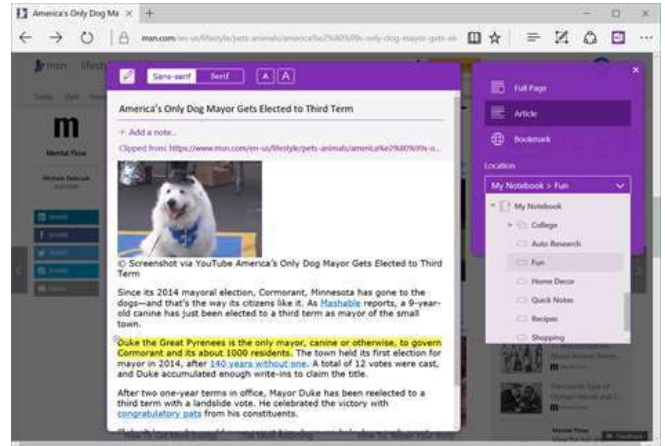 America's Only Dog Ma
msn
Today
Style
m
Mental Floss
Sans-serif Serif A A
America's Only Dog Mayor Gets Elected to Third Term
+ Add a note...
Clipped from: https://www.msn.com/en-us/lifestyle/pets-animals/america%e2%80%99s-o...
© Screenshot via YouTube America's Only Dog Mayor Gets Elected to Third
Term
Since its 2014 mayoral election, Cormorant, Minnesota has gone to the
dogs—and that's the way its citizens like it. As Mashable reports, a 9-year-
old canine has just been elected to a third term as mayor of the small
town.
Duke the Great Pyrenees is the only mayor, canine or otherwise, to govern
Cormorant and its about 1000 residents. The town held its first election for
mayor in 2014, after 140 years without one. A total of 12 votes were cast,
and Duke accumulated enough write-ins to claim the title.
After two one-year terms in office, Mayor Duke has been reelected to a
third term with a landslide vote. He celebrated the victory with
congratulatory pats from his constituents.
Full Page
Article
Bookmark
Location
My Notebook > Fun
My Notebook
College
Auto Research
Fun
Home Decor
Quick Notes
Recipes
Shopping